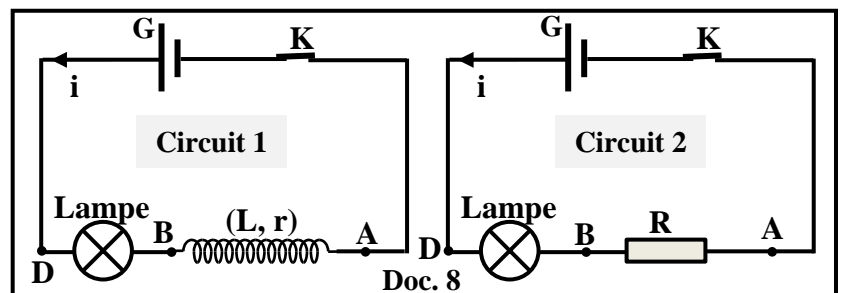 G K G K
i i
Circuit 1 Circuit 2
Lampe (L, r) Lampe R
D B A D B A
Doc. 8